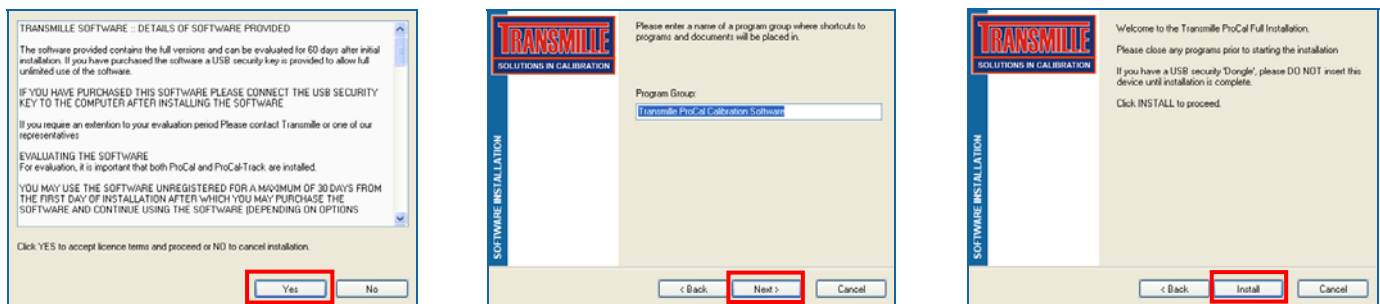 TRANSMILLE SOFTWARE :: DETAILS OF SOFTWARE PROVIDED
The software provided contains the full versions and can be evaluated for 60 days after initial
installation. If you have purchased the software a USB security key is provided to allow full
unlimited use of the software.
IF YOU HAVE PURCHASED THIS SOFTWARE PLEASE CONNECT THE USB SECURITY
KEY TO THE COMPUTER AFTER INSTALLING THE SOFTWARE
If you require an extention to your evaluation period Please contact Transmille or one of our
representatives
EVALUATING THE SOFTWARE
For evaluation, it is important that both ProCal and ProCal-Track are installed.
YOU MAY USE THE SOFTWARE UNREGISTERED FOR A MAXIMUM OF 30 DAYS FROM
THE FIRST DAY OF INSTALLATION AFTER WHICH YOU MAY PURCHASE THE
SOFTWARE AND CONTINUE USING THE SOFTWARE (DEPENDING ON OPTIONS
Click YES to accept licence terms and proceed or NO to cancel installation.
Yes No
TRANSMILLE
SOLUTIONS IN CALIBRATION
SOFTWARE INSTALLATION
Please enter a name of a program group where shortcuts to
programs and documents will be placed in.
Program Group:
Transmille ProCal Calibration Software
< Back Next > Cancel
TRANSMILLE
SOLUTIONS IN CALIBRATION
SOFTWARE INSTALLATION
Welcome to the Transmille ProCal Full Installation.
Please close any programs prior to starting the installation
If you have a USB security 'Dongle', please DO NOT insert this
device until installation is complete.
Click INSTALL to proceed.
< Back Install Cancel